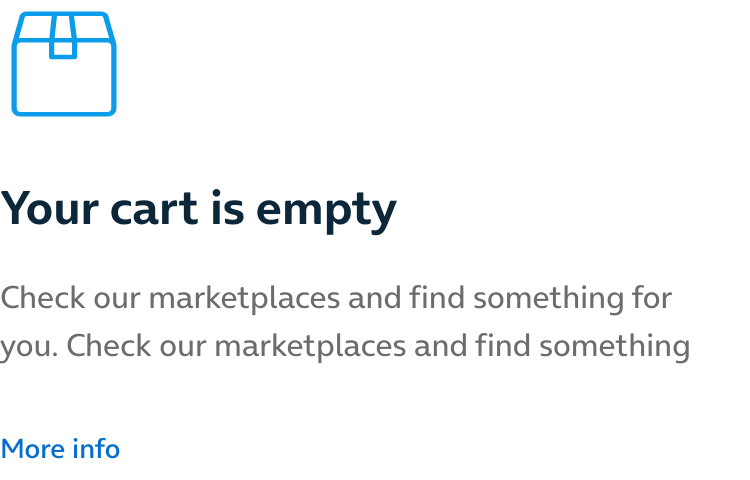 Your cart is empty
Check our marketplaces and find something for
you. Check our marketplaces and find something
More info